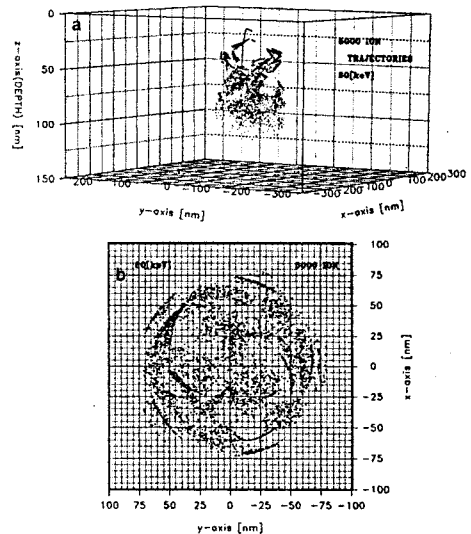 a
5000 ION
TRAJECTORIES
50[keV]
z-axis(DEPTH) [nm]
0
50
100
150
200 100 0 -100 -200 -300
-300 -200 -100 0 100 200 300
y-axis [nm]
x-axis [nm]
b
50[keV]
5000 ION
100
75
50
25
0
-25
-50
-75
-100
x-axis [nm]
100 75 50 25 0 -25 -50 -75 -100
y-axis [nm]